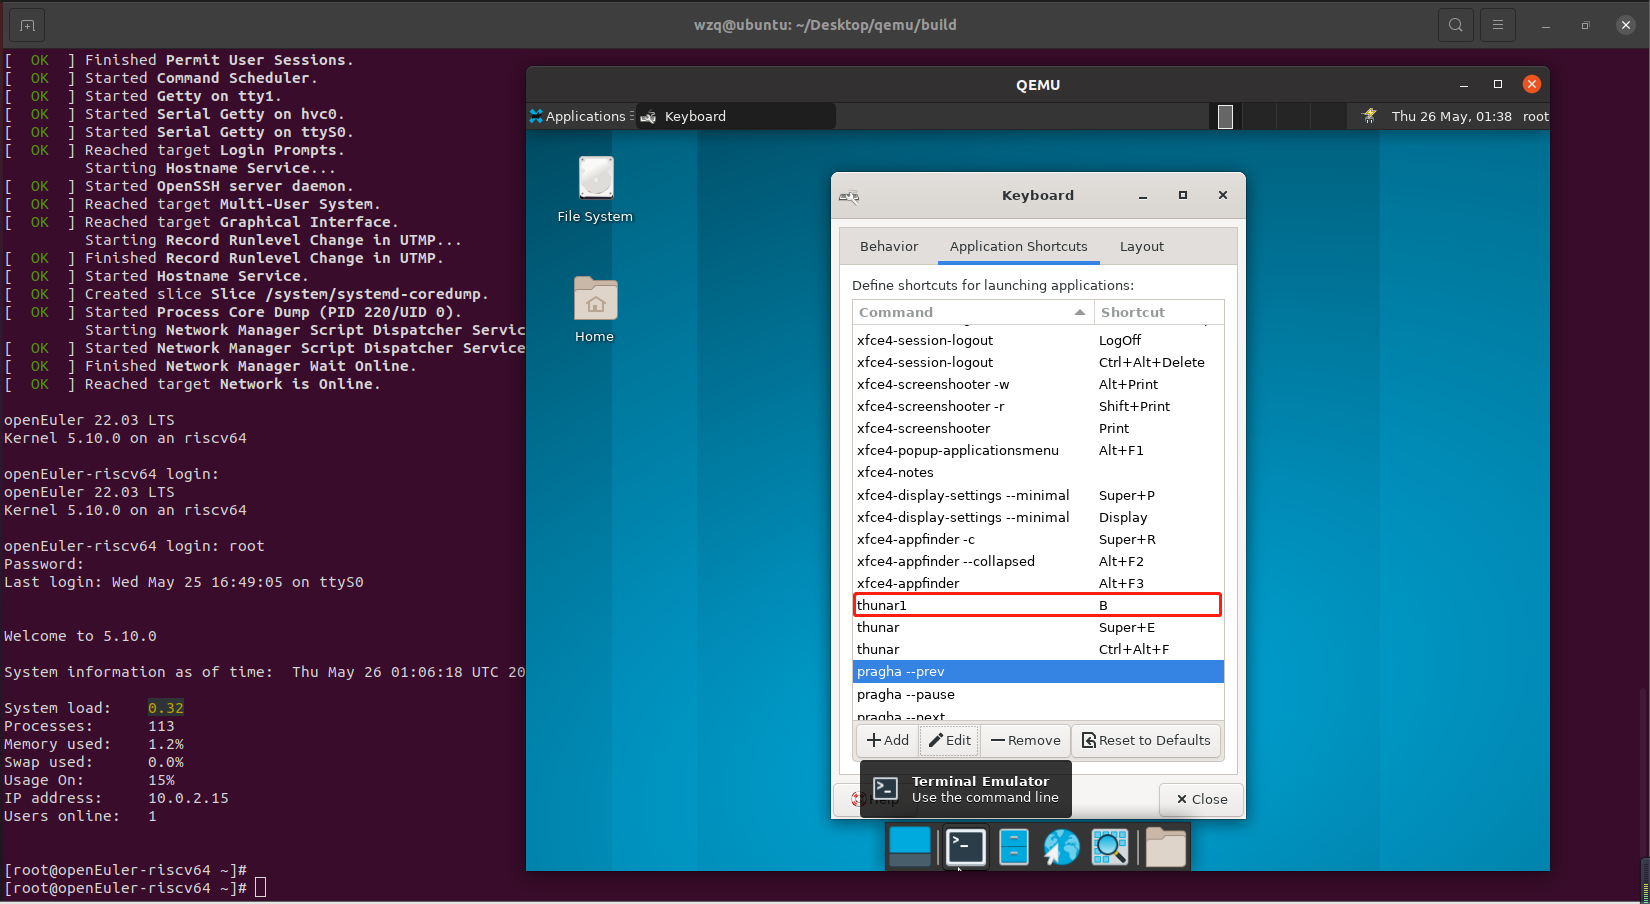 wzq@ubuntu: ~/Desktop/qemu/build
[  OK  ] Finished Permit User Sessions.
[  OK  ] Started Command Scheduler.
[  OK  ] Started Getty on tty1.
[  OK  ] Started Serial Getty on hvc0.
[  OK  ] Started Serial Getty on ttyS0.
[  OK  ] Reached target Login Prompts.
Starting Hostname Service...
[  OK  ] Started OpenSSH server daemon.
[  OK  ] Reached target Multi-User System.
[  OK  ] Reached target Graphical Interface.
Starting Record Runlevel Change in UTMP...
[  OK  ] Finished Record Runlevel Change in UTMP.
[  OK  ] Started Hostname Service.
[  OK  ] Created slice Slice /system/systemd-coredump.
[  OK  ] Started Process Core Dump (PID 220/UID 0).
Starting Network Manager Script Dispatcher Servic
[  OK  ] Started Network Manager Script Dispatcher Service
[  OK  ] Finished Network Manager Wait Online.
[  OK  ] Reached target Network is Online.
openEuler 22.03 LTS
Kernel 5.10.0 on an riscv64
openEuler-riscv64 login:
openEuler 22.03 LTS
Kernel 5.10.0 on an riscv64
openEuler-riscv64 login: root
Password:
Last login: Wed May 25 16:49:05 on ttyS0
Welcome to 5.10.0
System information as of time:  Thu May 26 01:06:18 UTC 20
System load:    0.32
Processes:      113
Memory used:    1.2%
Swap used:      0.0%
Usage On:       15%
IP address:     10.0.2.15
Users online:   1
[root@openEuler-riscv64 ~]#
[root@openEuler-riscv64 ~]#
QEMU
Applications Keyboard Thu 26 May, 01:38 root
File System
Home
Keyboard
Behavior Application Shortcuts Layout
Define shortcuts for launching applications:
Command Shortcut
xfce4-session-logout LogOff
xfce4-session-logout Ctrl+Alt+Delete
xfce4-screenshooter -w Alt+Print
xfce4-screenshooter -r Shift+Print
xfce4-screenshooter Print
xfce4-popup-applicationsmenu Alt+F1
xfce4-notes
xfce4-display-settings --minimal Super+P
xfce4-display-settings --minimal Display
xfce4-appfinder -c Super+R
xfce4-appfinder --collapsed Alt+F2
xfce4-appfinder Alt+F3
thunar1 B
thunar Super+E
thunar Ctrl+Alt+F
pragha --prev
pragha --pause
pragha --next
Add Edit Remove Reset to Defaults
Help Close
Terminal Emulator
Use the command line